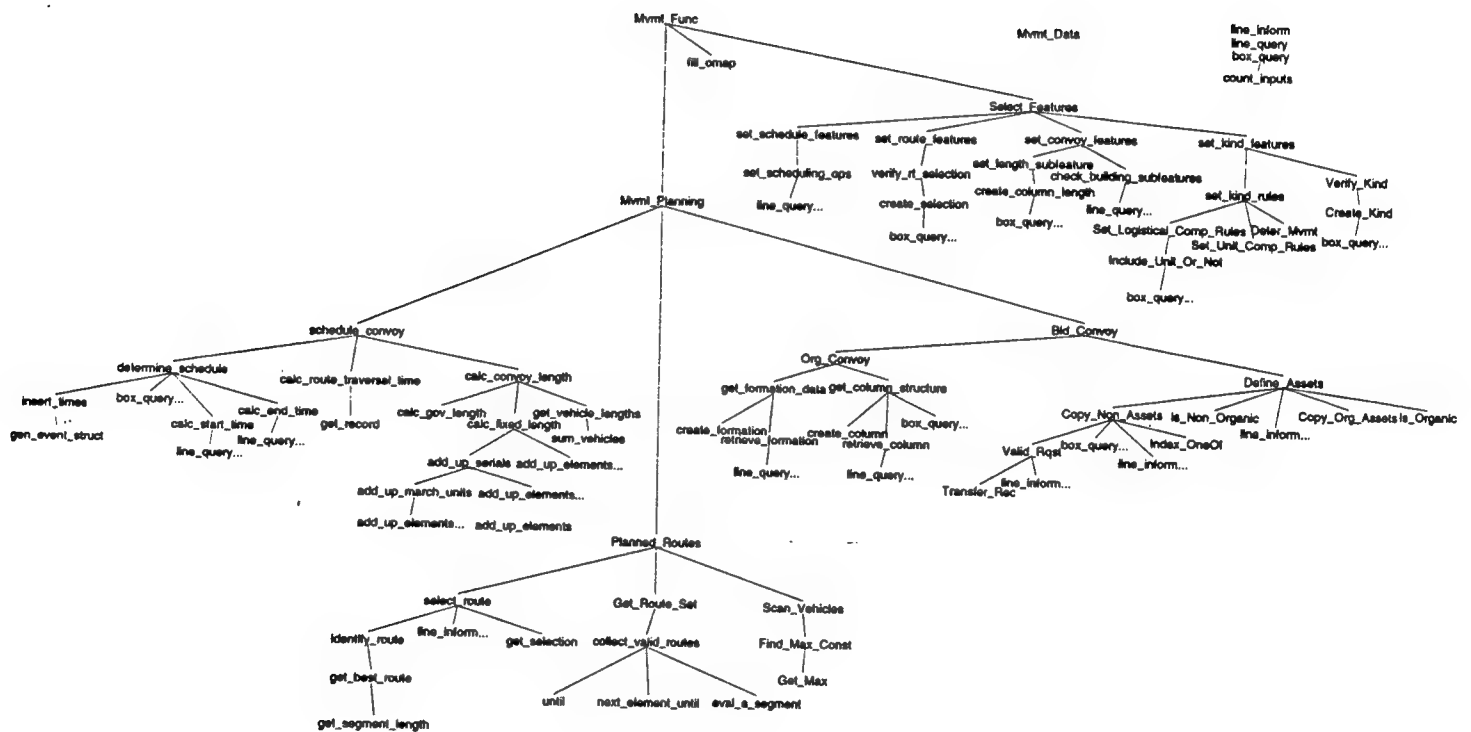 Mvmt_Func
Mvmt_Data
line_inform
line_query
box_query
count_inputs
fill_omap
Select_Features
set_schedule_features
set_route_features
set_convoy_features
set_kind_features
set_scheduling_ops
verify_rt_selection
set_length_subfeature
check_building_subfeatures
Verify_Kind
line_query...
create_selection
create_column_length
line_query...
set_kind_rules
Create_Kind
box_query...
box_query...
Set_Logistical_Comp_Rules
Deter_Mvmt
Set_Unit_Comp_Rules
box_query...
Include_Unit_Or_Not
box_query...
Mvmt_Planning
schedule_convoy
Bld_Convoy
determine_schedule
calc_route_traversal_time
calc_convoy_length
Org_Convoy
Define_Assets
insert_times
box_query...
calc_start_time
calc_end_time
get_record
calc_gov_length
calc_fixed_length
get_vehicle_lengths
get_formation_data
get_column_structure
Copy_Non_Assets
Is_Non_Organic
line_inform...
Copy_Org_Assets
Is_Organic
gen_event_struct
line_query...
line_query...
sum_vehicles
create_formation
retrieve_formation
create_column
retrieve_column
box_query...
Valid_Rqst
box_query...
line_inform...
Index_OneOf
add_up_serials
add_up_elements...
line_query...
line_query...
Transfer_Rec
line_inform...
add_up_march_units
add_up_elements...
add_up_elements...
add_up_elements
Planned_Routes
select_route
Get_Route_Set
Scan_Vehicles
identify_route
line_inform...
get_selection
collect_valid_routes
Find_Max_Const
get_best_route
Get_Max
get_segment_length
until
next_element_until
eval_a_segment